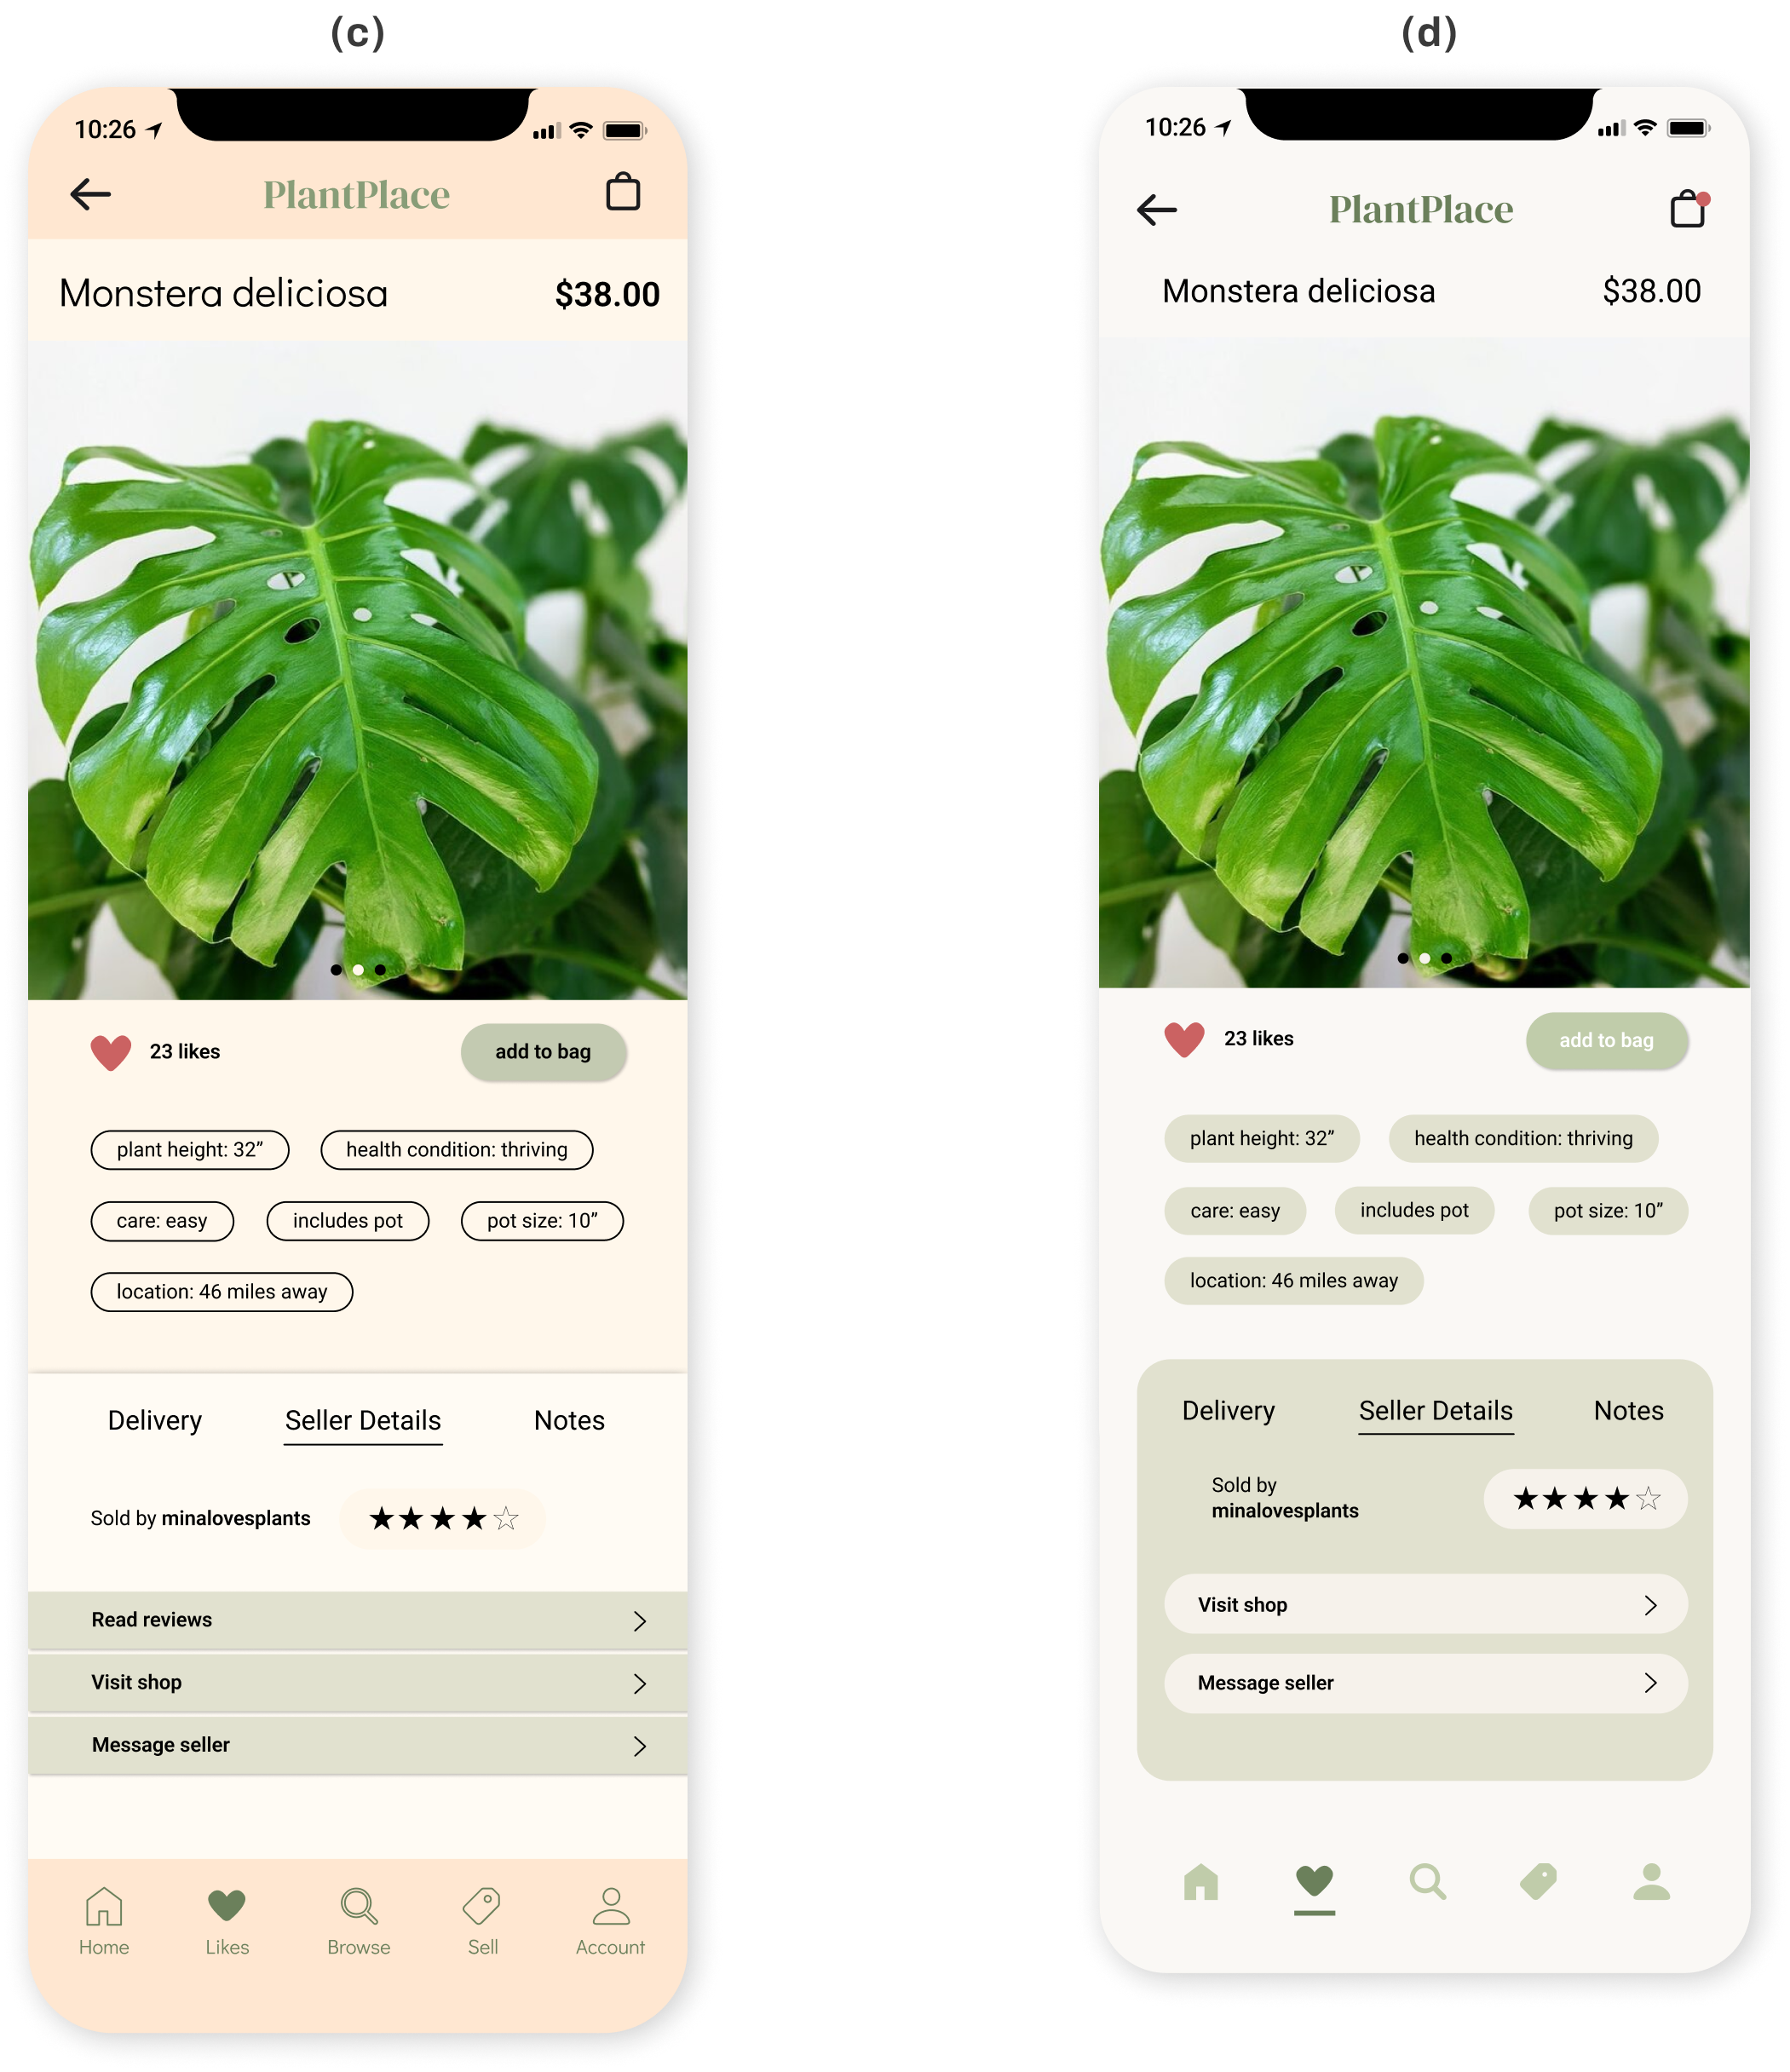 (c)
10:26
PlantPlace
Monstera deliciosa $38.00
23 likes add to bag
plant height: 32” health condition: thriving
care: easy includes pot pot size: 10”
location: 46 miles away
Delivery Seller Details Notes
Sold by minalovesplants
Read reviews
Visit shop
Message seller
Home Likes Browse Sell Account
(d)
10:26
PlantPlace
Monstera deliciosa $38.00
23 likes add to bag
plant height: 32” health condition: thriving
care: easy includes pot pot size: 10”
location: 46 miles away
Delivery Seller Details Notes
Sold by
minalovesplants
Visit shop
Message seller